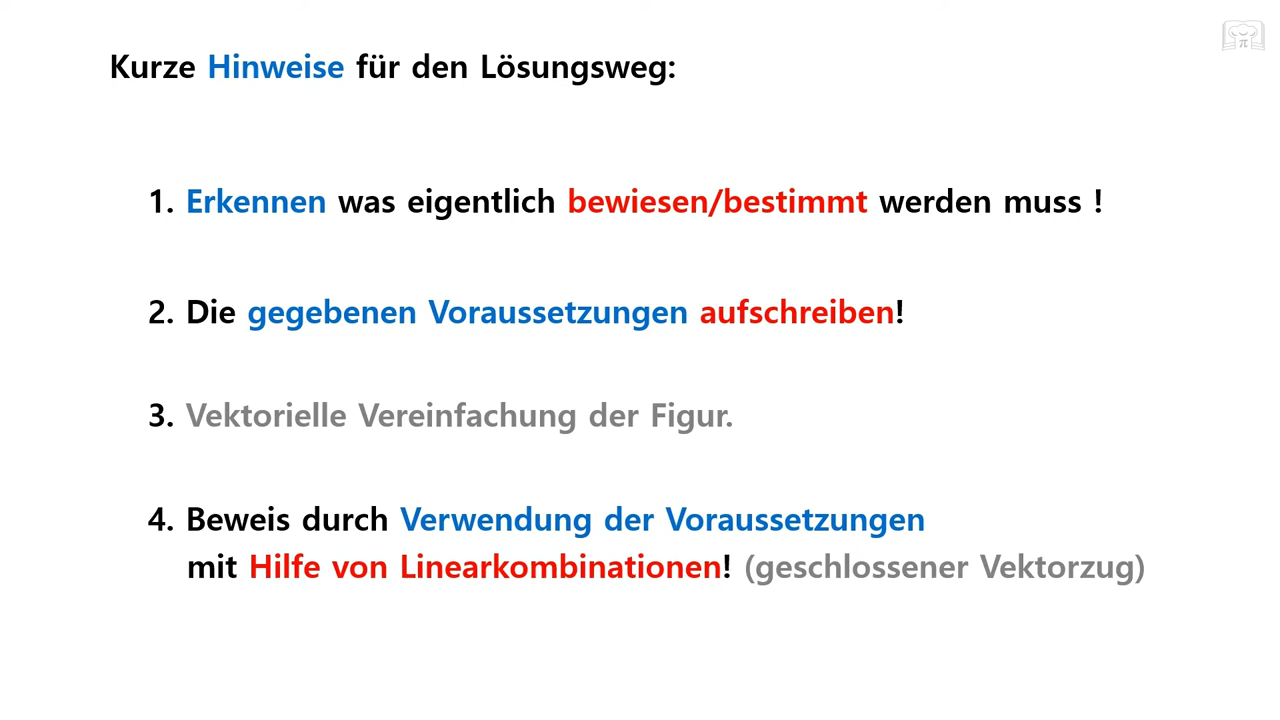 Kurze Hinweise für den Lösungsweg:
1. Erkennen was eigentlich bewiesen/bestimmt werden muss !
2. Die gegebenen Voraussetzungen aufschreiben!
3. Vektorielle Vereinfachung der Figur.
4. Beweis durch Verwendung der Voraussetzungen
mit Hilfe von Linearkombinationen! (geschlossener Vektorzug)
π